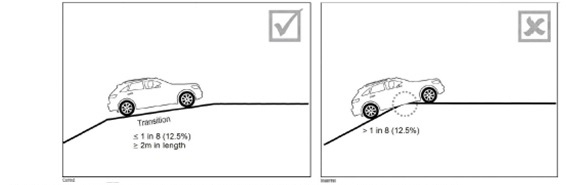 Transition
≤ 1 in 8 (12.5%)
≥ 2m in length
> 1 in 8 (12.5%)